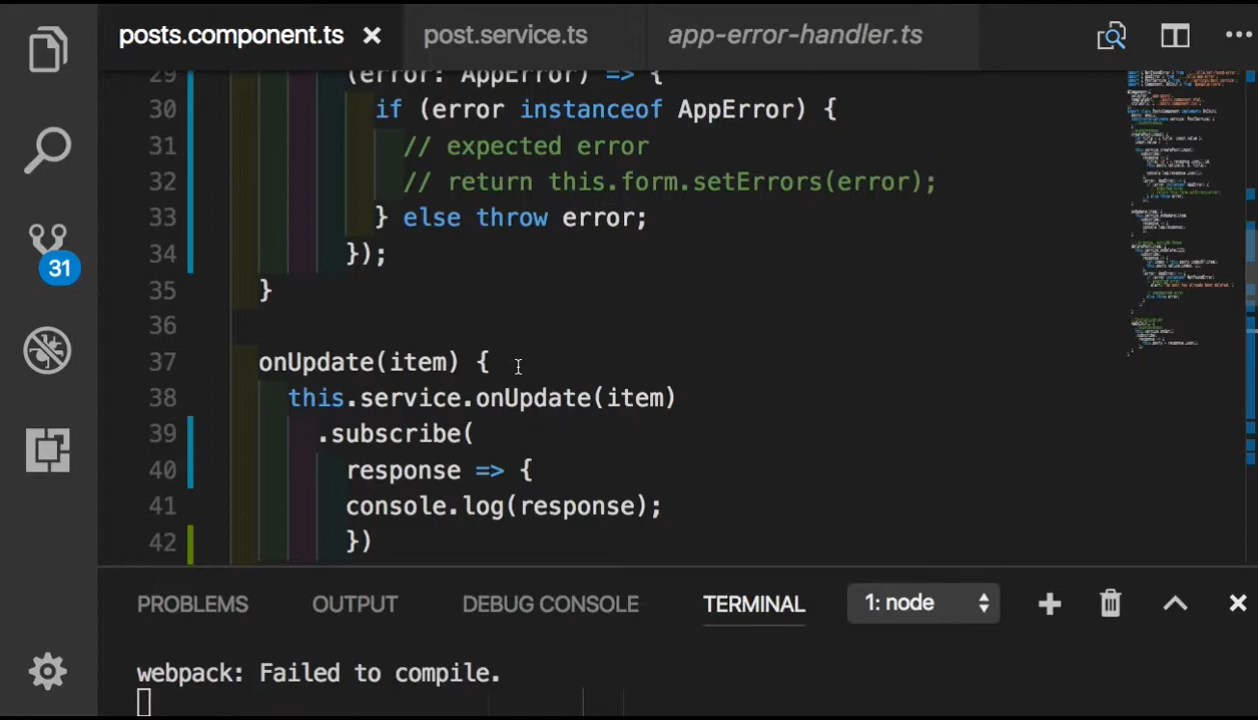 posts.component.ts
post.service.ts
app-error-handler.ts
29 (error: AppError) => {
30 if (error instanceof AppError) {
31 // expected error
32 // return this.form.setErrors(error);
33 } else throw error;
34 });
35 }
36
37 onUpdate(item) {
38 this.service.onUpdate(item)
39 .subscribe(
40 response => {
41 console.log(response);
42 })
31
PROBLEMS OUTPUT DEBUG CONSOLE TERMINAL 1: node
webpack: Failed to compile.